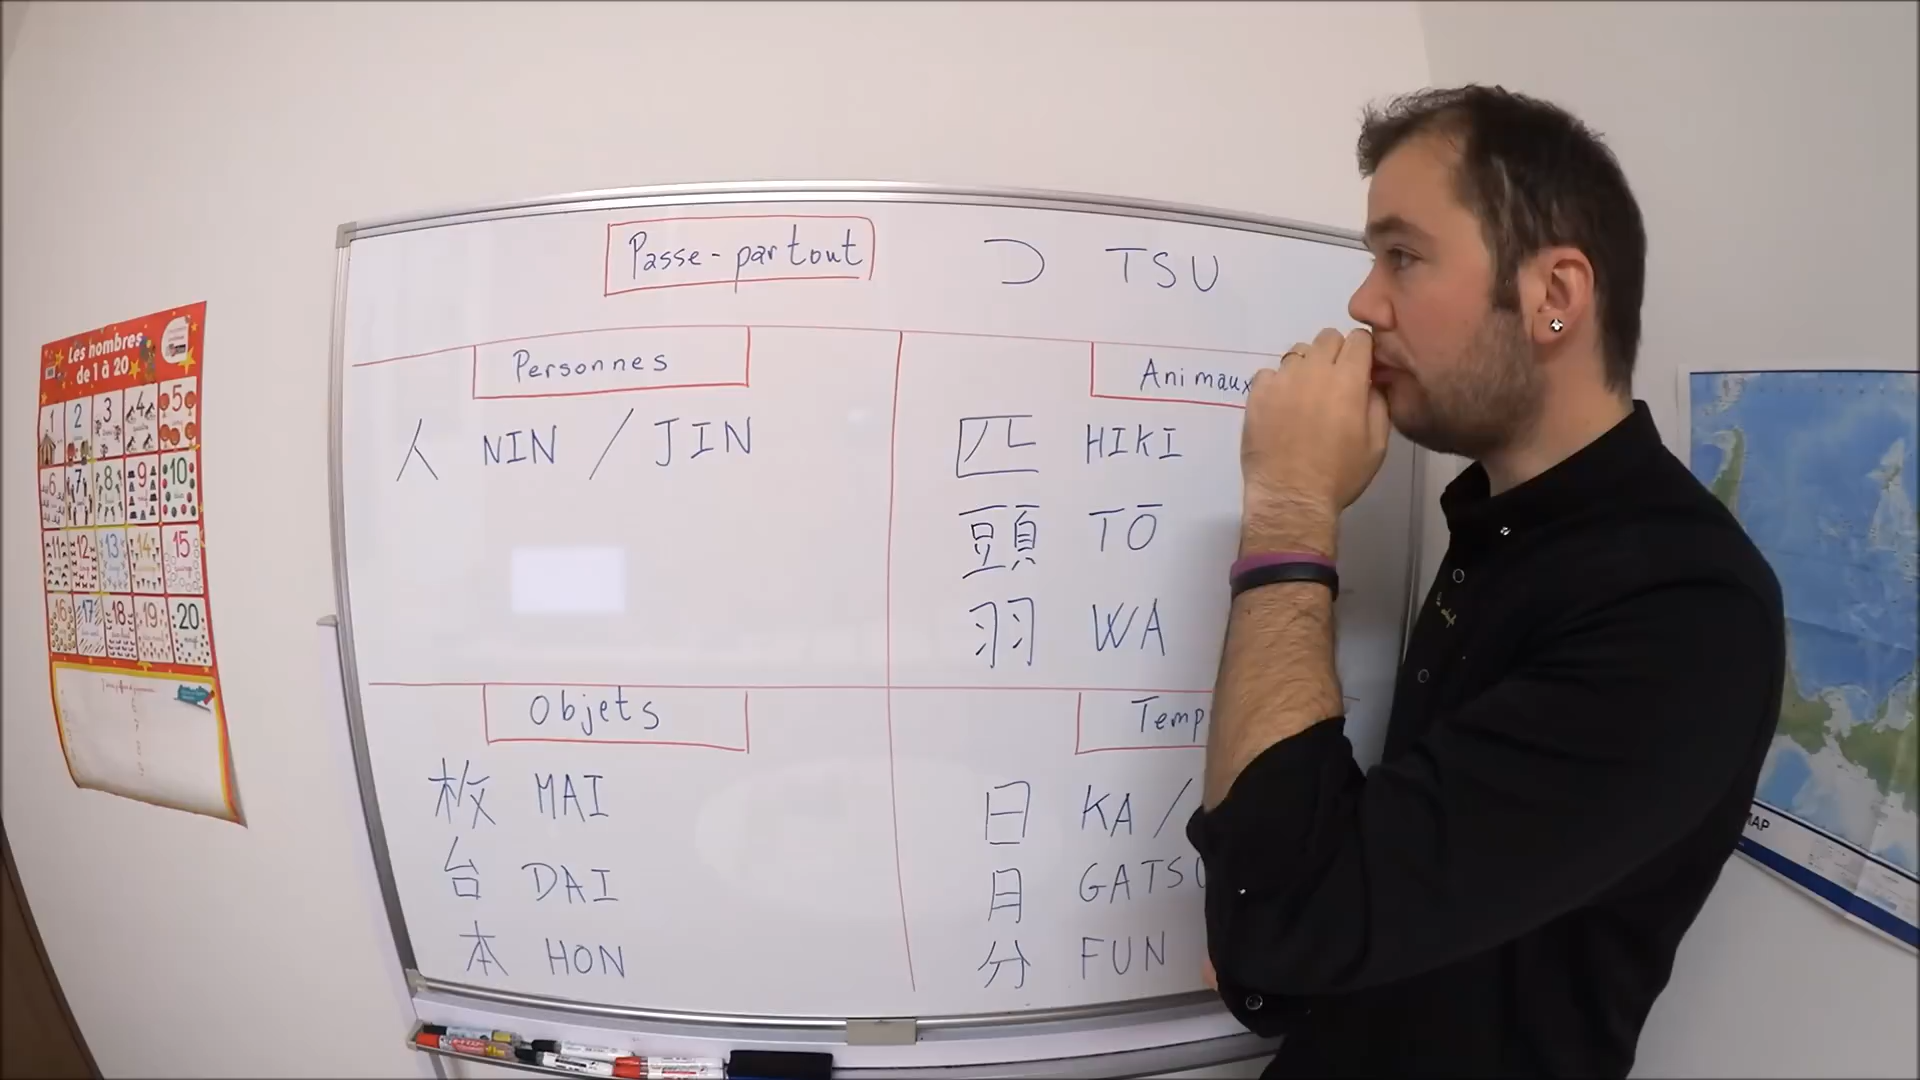 Passe-partout
つ TSU
Personnes
人 NIN / JIN
Animaux
匹 HIKI
頭 TŌ
羽 WA
Objets
枚 MAI
台 DAI
本 HON
Temp
日 KA /
月 GATSU
分 FUN
Les nombres
de 1 à 20
1 2 3 4 5
6 7 8 9 10
11 12 13 14 15
16 17 18 19 20